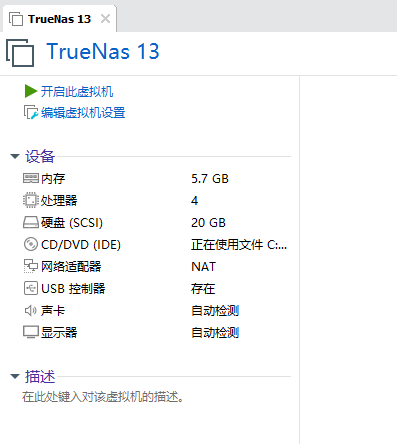 TrueNas 13
TrueNas 13
开启此虚拟机
编辑虚拟机设置
设备
内存 5.7 GB
处理器 4
硬盘 (SCSI) 20 GB
CD/DVD (IDE) 正在使用文件 C:...
网络适配器 NAT
USB 控制器 存在
声卡 自动检测
显示器 自动检测
描述
在此处键入对该虚拟机的描述。